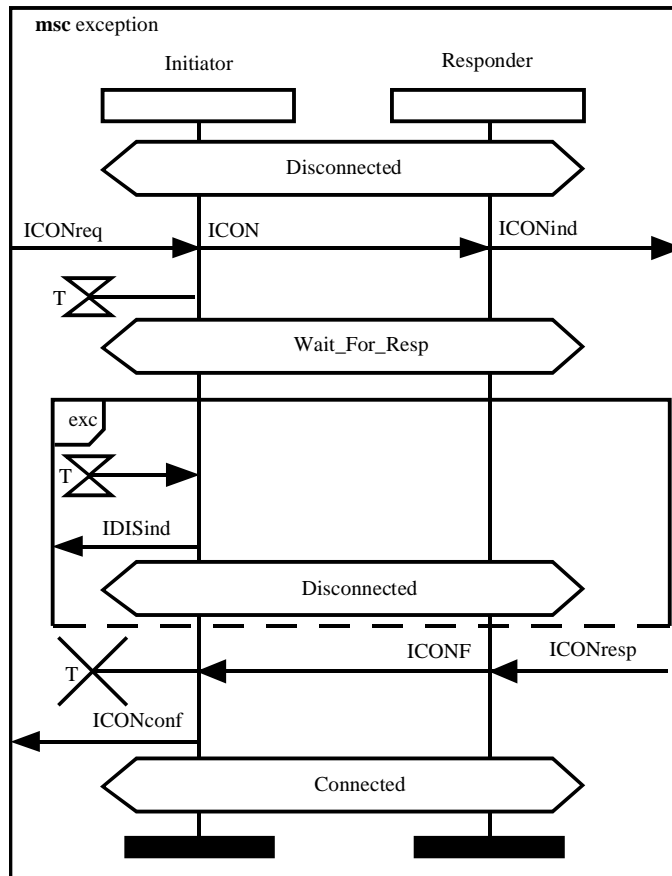 msc exception
Initiator
Responder
Disconnected
ICONreq
ICON
ICONind
T
Wait_For_Resp
exc
T
IDISind
Disconnected
ICONF
ICONresp
T
ICONconf
Connected